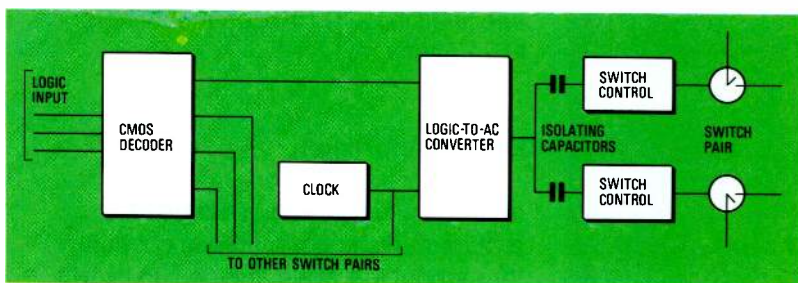 LOGIC
INPUT
CMOS
DECODER
CLOCK
LOGIC-TO-AC
CONVERTER
ISOLATING
CAPACITORS
SWITCH
CONTROL
SWITCH
PAIR
SWITCH
CONTROL
TO OTHER SWITCH PAIRS